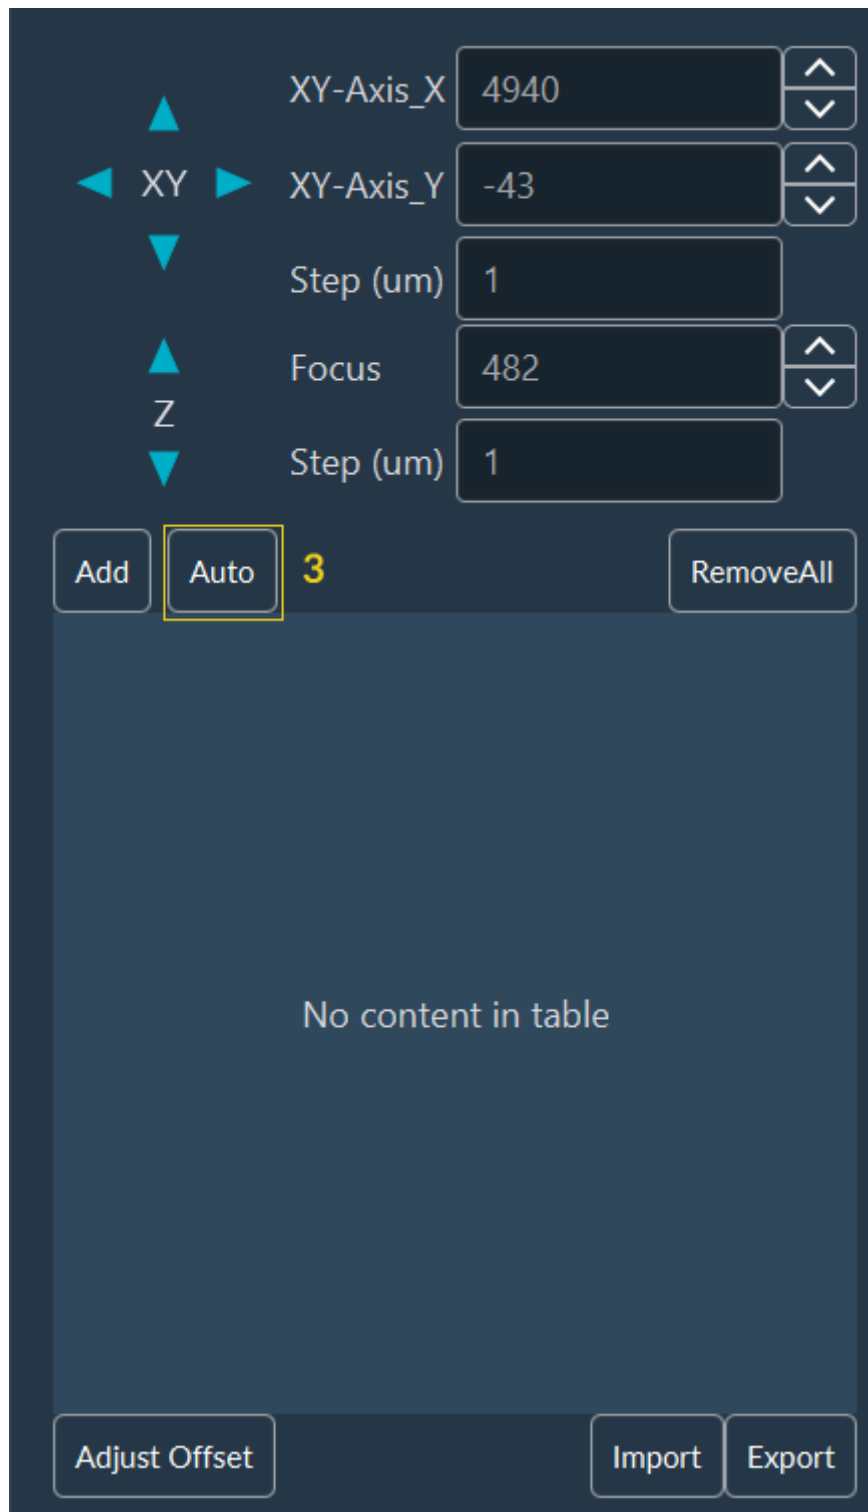 XY-Axis_X 4940
XY XY-Axis_Y -43
Step (um) 1
Focus 482
Z
Step (um) 1
Add Auto 3 RemoveAll
No content in table
Adjust Offset Import Export